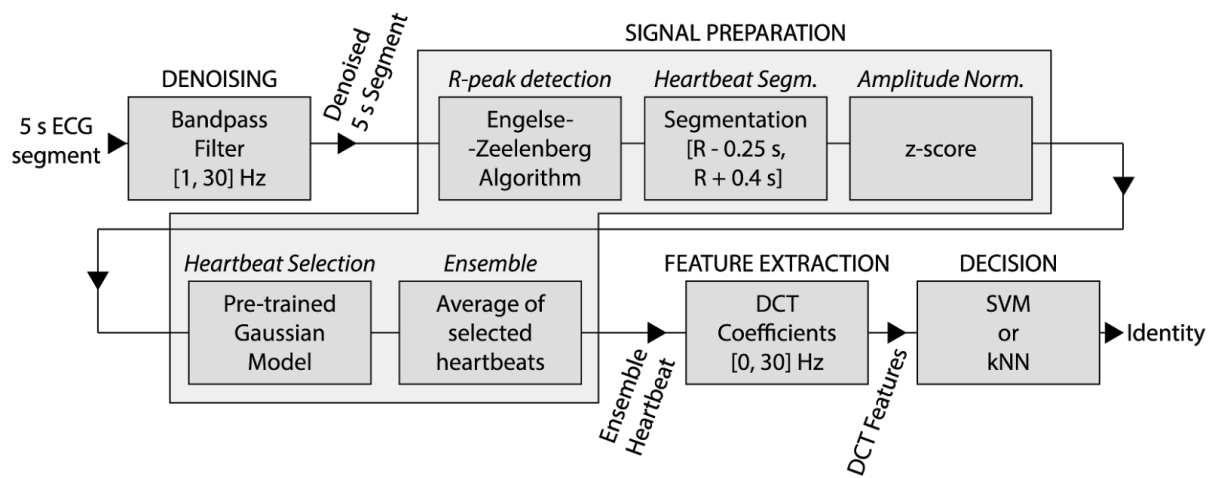 SIGNAL PREPARATION
DENOISING
Denoised
5 s Segment
R-peak detection
Heartbeat Segm.
Amplitude Norm.
5 s ECG
segment
Bandpass
Filter
[1, 30] Hz
Engelse-
-Zeelenberg
Algorithm
Segmentation
[R - 0.25 s,
R + 0.4 s]
z-score
Heartbeat Selection
Ensemble
FEATURE EXTRACTION
DECISION
Pre-trained
Gaussian
Model
Average of
selected
heartbeats
Ensemble
Heartbeat
DCT
Coefficients
[0, 30] Hz
DCT Features
SVM
or
kNN
Identity